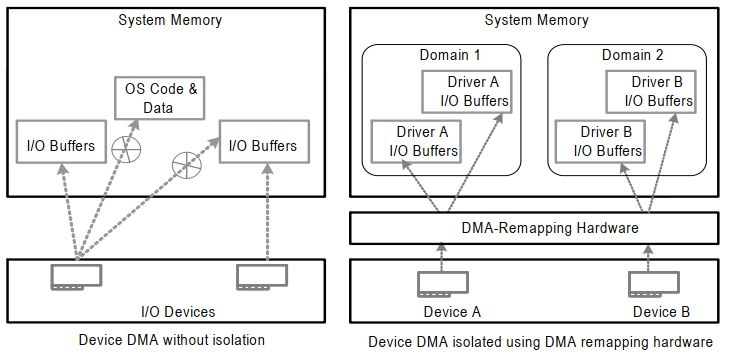 System Memory
OS Code &
Data
I/O Buffers
I/O Buffers
I/O Devices
Device DMA without isolation
System Memory
Domain 1
Driver A
I/O Buffers
Driver A
I/O Buffers
Domain 2
Driver B
I/O Buffers
Driver B
I/O Buffers
DMA-Remapping Hardware
Device A
Device B
Device DMA isolated using DMA remapping hardware